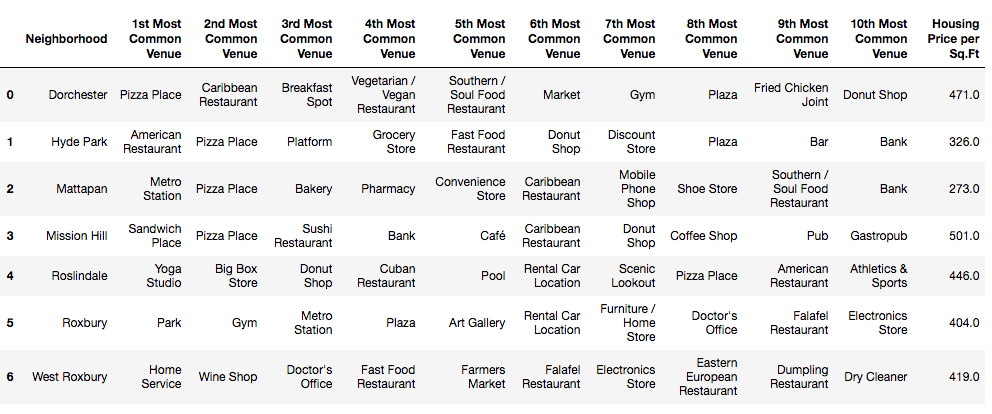 Neighborhood 1st Most Common Venue 2nd Most Common Venue 3rd Most Common Venue 4th Most Common Venue 5th Most Common Venue 6th Most Common Venue 7th Most Common Venue 8th Most Common Venue 9th Most Common Venue 10th Most Common Venue Housing Price per Sq.Ft
0 Dorchester Pizza Place Caribbean Restaurant Breakfast Spot Vegetarian / Vegan Restaurant Southern / Soul Food Restaurant Market Gym Plaza Fried Chicken Joint Donut Shop 471.0
1 Hyde Park American Restaurant Pizza Place Platform Grocery Store Fast Food Restaurant Donut Shop Discount Store Plaza Bar Bank 326.0
2 Mattapan Metro Station Pizza Place Bakery Pharmacy Convenience Store Caribbean Restaurant Mobile Phone Shop Shoe Store Southern / Soul Food Restaurant Bank 273.0
3 Mission Hill Sandwich Place Pizza Place Sushi Restaurant Bank Café Caribbean Restaurant Donut Shop Coffee Shop Pub Gastropub 501.0
4 Roslindale Yoga Studio Big Box Store Donut Shop Cuban Restaurant Pool Rental Car Location Scenic Lookout Pizza Place American Restaurant Athletics & Sports 446.0
5 Roxbury Park Gym Metro Station Plaza Art Gallery Rental Car Location Furniture / Home Store Doctor's Office Falafel Restaurant Electronics Store 404.0
6 West Roxbury Home Service Wine Shop Doctor's Office Fast Food Restaurant Farmers Market Falafel Restaurant Electronics Store Eastern European Restaurant Dumpling Restaurant Dry Cleaner 419.0